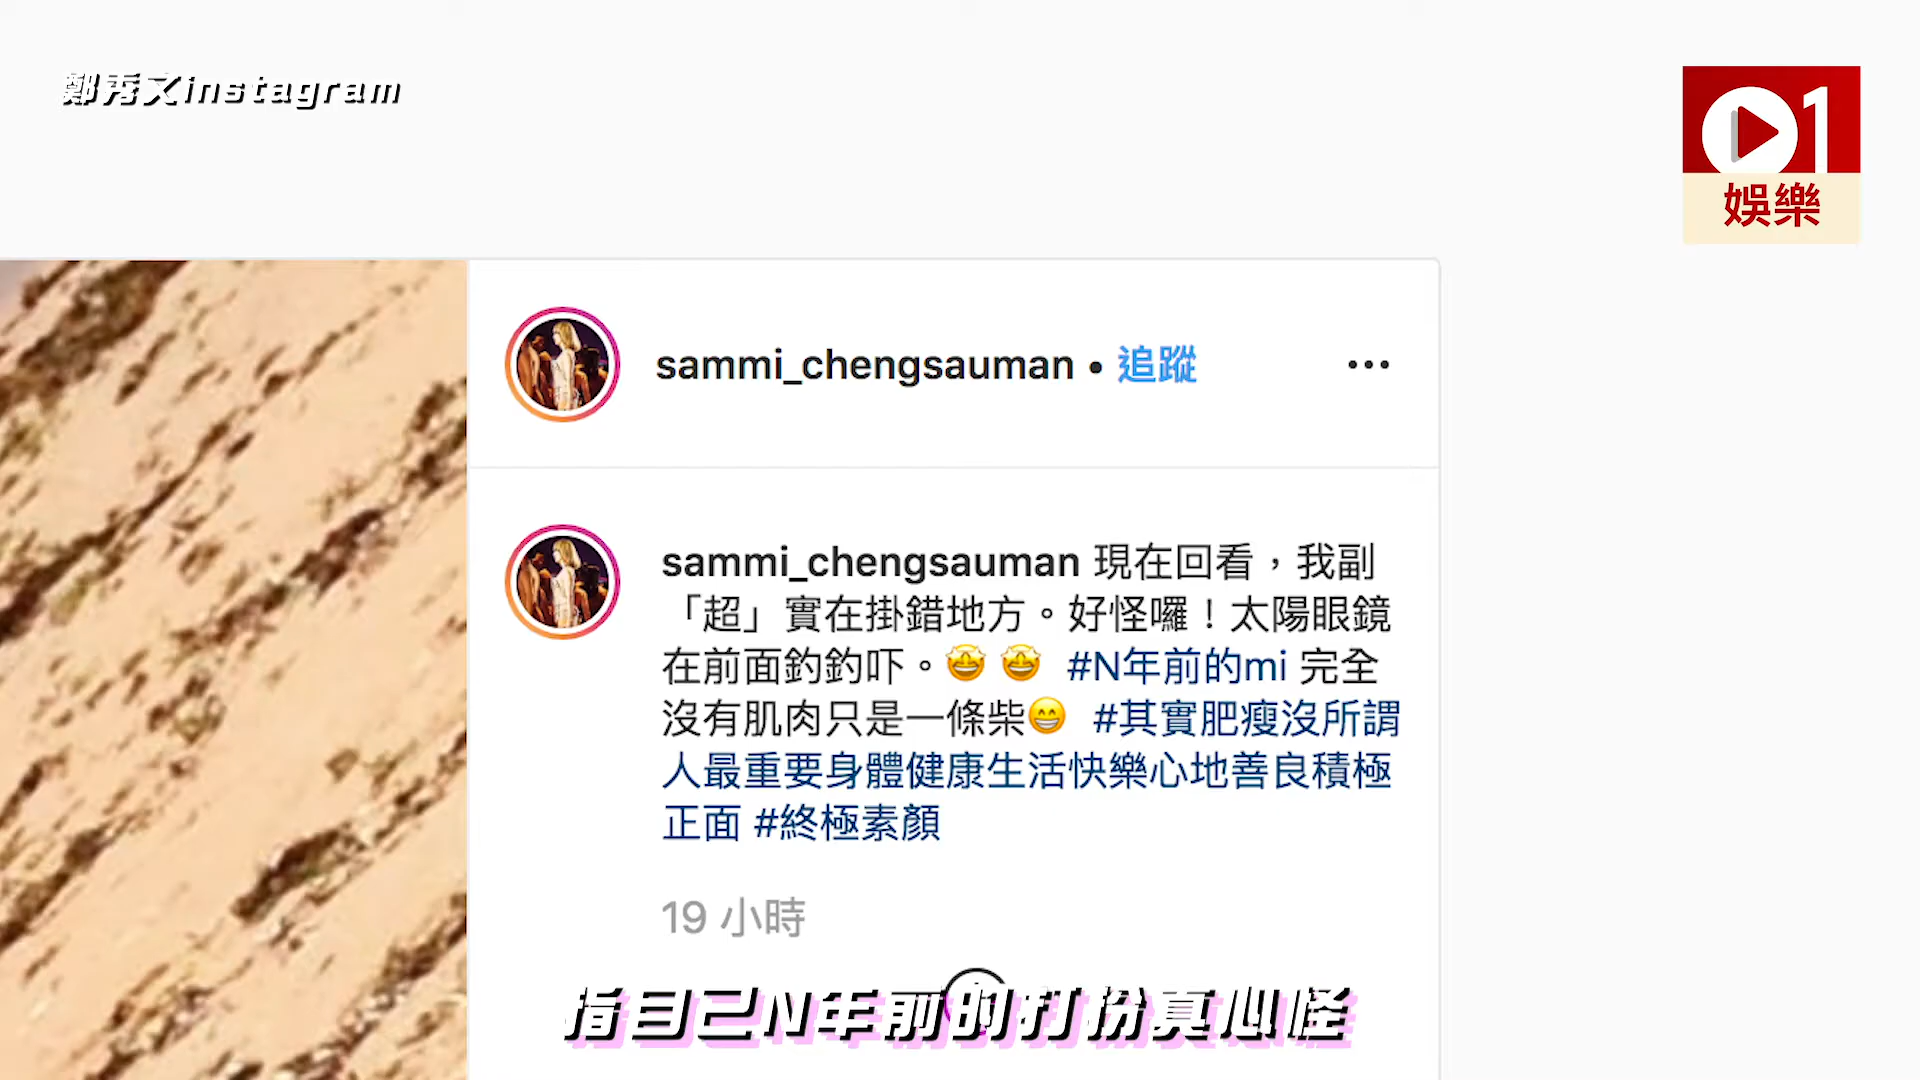 鄭秀文instagram
01
娛樂
sammi_chengsauman • 追蹤
sammi_chengsauman 現在回看，我副
「超」實在掛錯地方。好怪囉！太陽眼鏡
在前面釣釣吓。🤩 🤩 #N年前的mi 完全
沒有肌肉只是一條柴😁 #其實肥瘦沒所謂
人最重要身體健康生活快樂心地善良積極
正面 #終極素顏
19 小時
指自己N年前的打扮真心怪